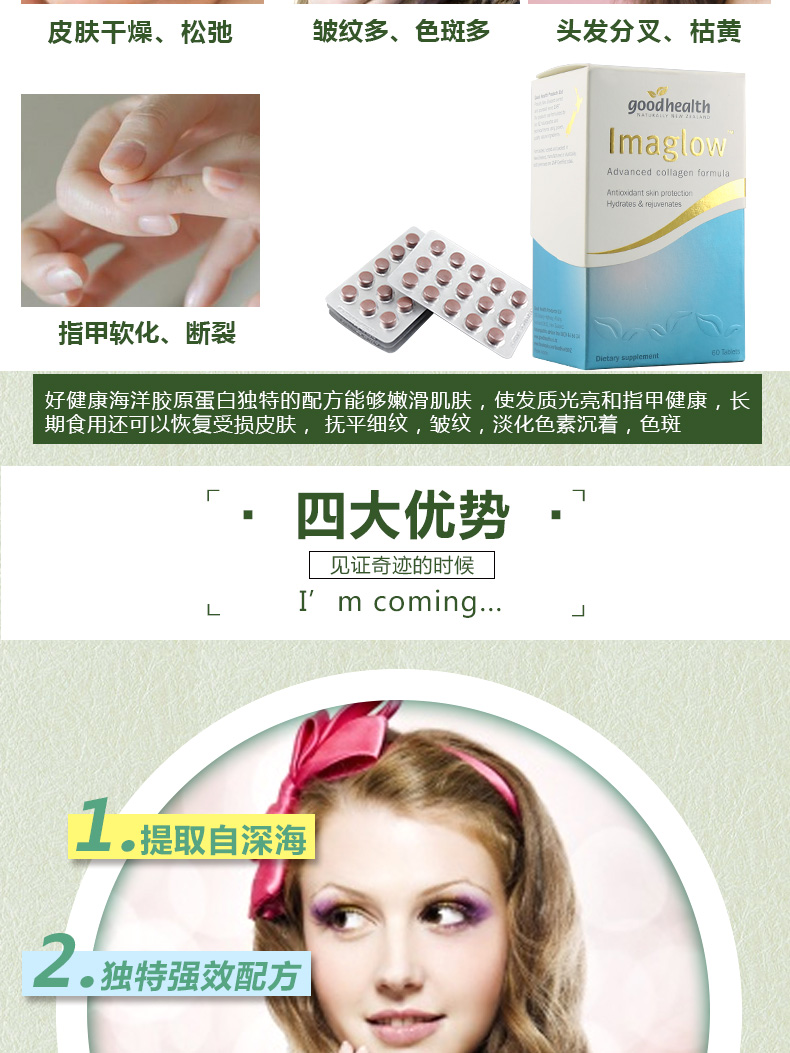 皮肤干燥、松弛
皱纹多、色斑多
头发分叉、枯黄
goodhealth
NATURALLY NEW ZEALAND
Imaglow™
Advanced collagen formula
Antioxidant skin protection
Hydrates & rejuvenates
Dietary supplement
60 Tablets
指甲软化、断裂
好健康海洋胶原蛋白独特的配方能够嫩滑肌肤，使发质光亮和指甲健康，长
期食用还可以恢复受损皮肤， 抚平细纹，皱纹，淡化色素沉着，色斑
四大优势
见证奇迹的时候
I’m coming...
1.提取自深海
2.独特强效配方